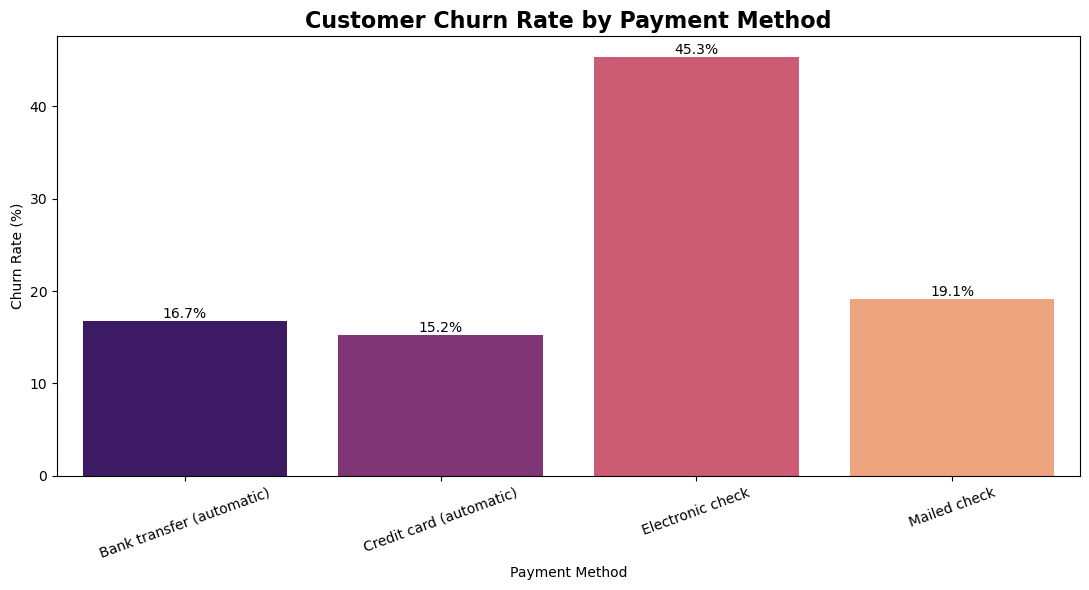 Customer Churn Rate by Payment Method
Churn Rate (%)
40
30
20
10
0
16.7%
15.2%
45.3%
19.1%
Bank transfer (automatic)
Credit card (automatic)
Electronic check
Mailed check
Payment Method